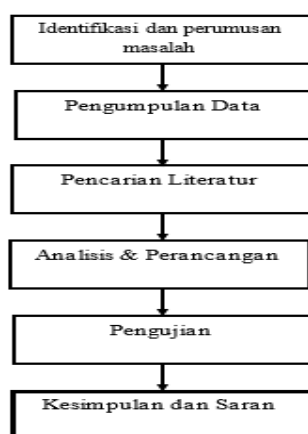 Identifikasi dan perumusan
masalah
Pengumpulan Data
Pencarian Literatur
Analisis & Perancangan
Pengujian
Kesimpulan dan Saran